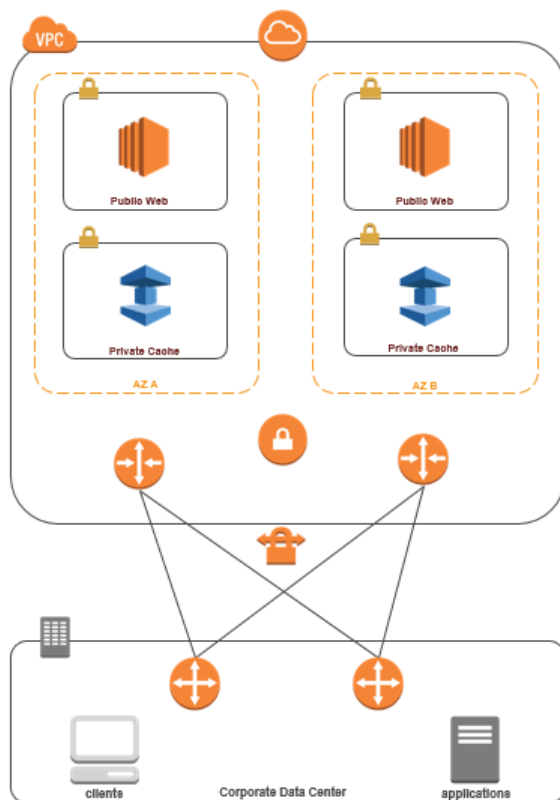 VPC
Public Web
Public Web
Private Cache
Private Cache
AZ A
AZ B
clients
Corporate Data Center
applications